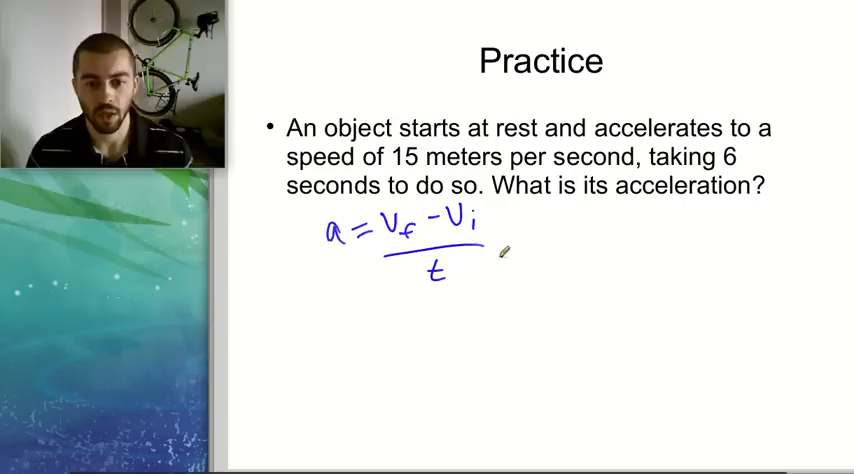 Practice
• An object starts at rest and accelerates to a
speed of 15 meters per second, taking 6
seconds to do so. What is its acceleration?
a = Vf - Vi
t